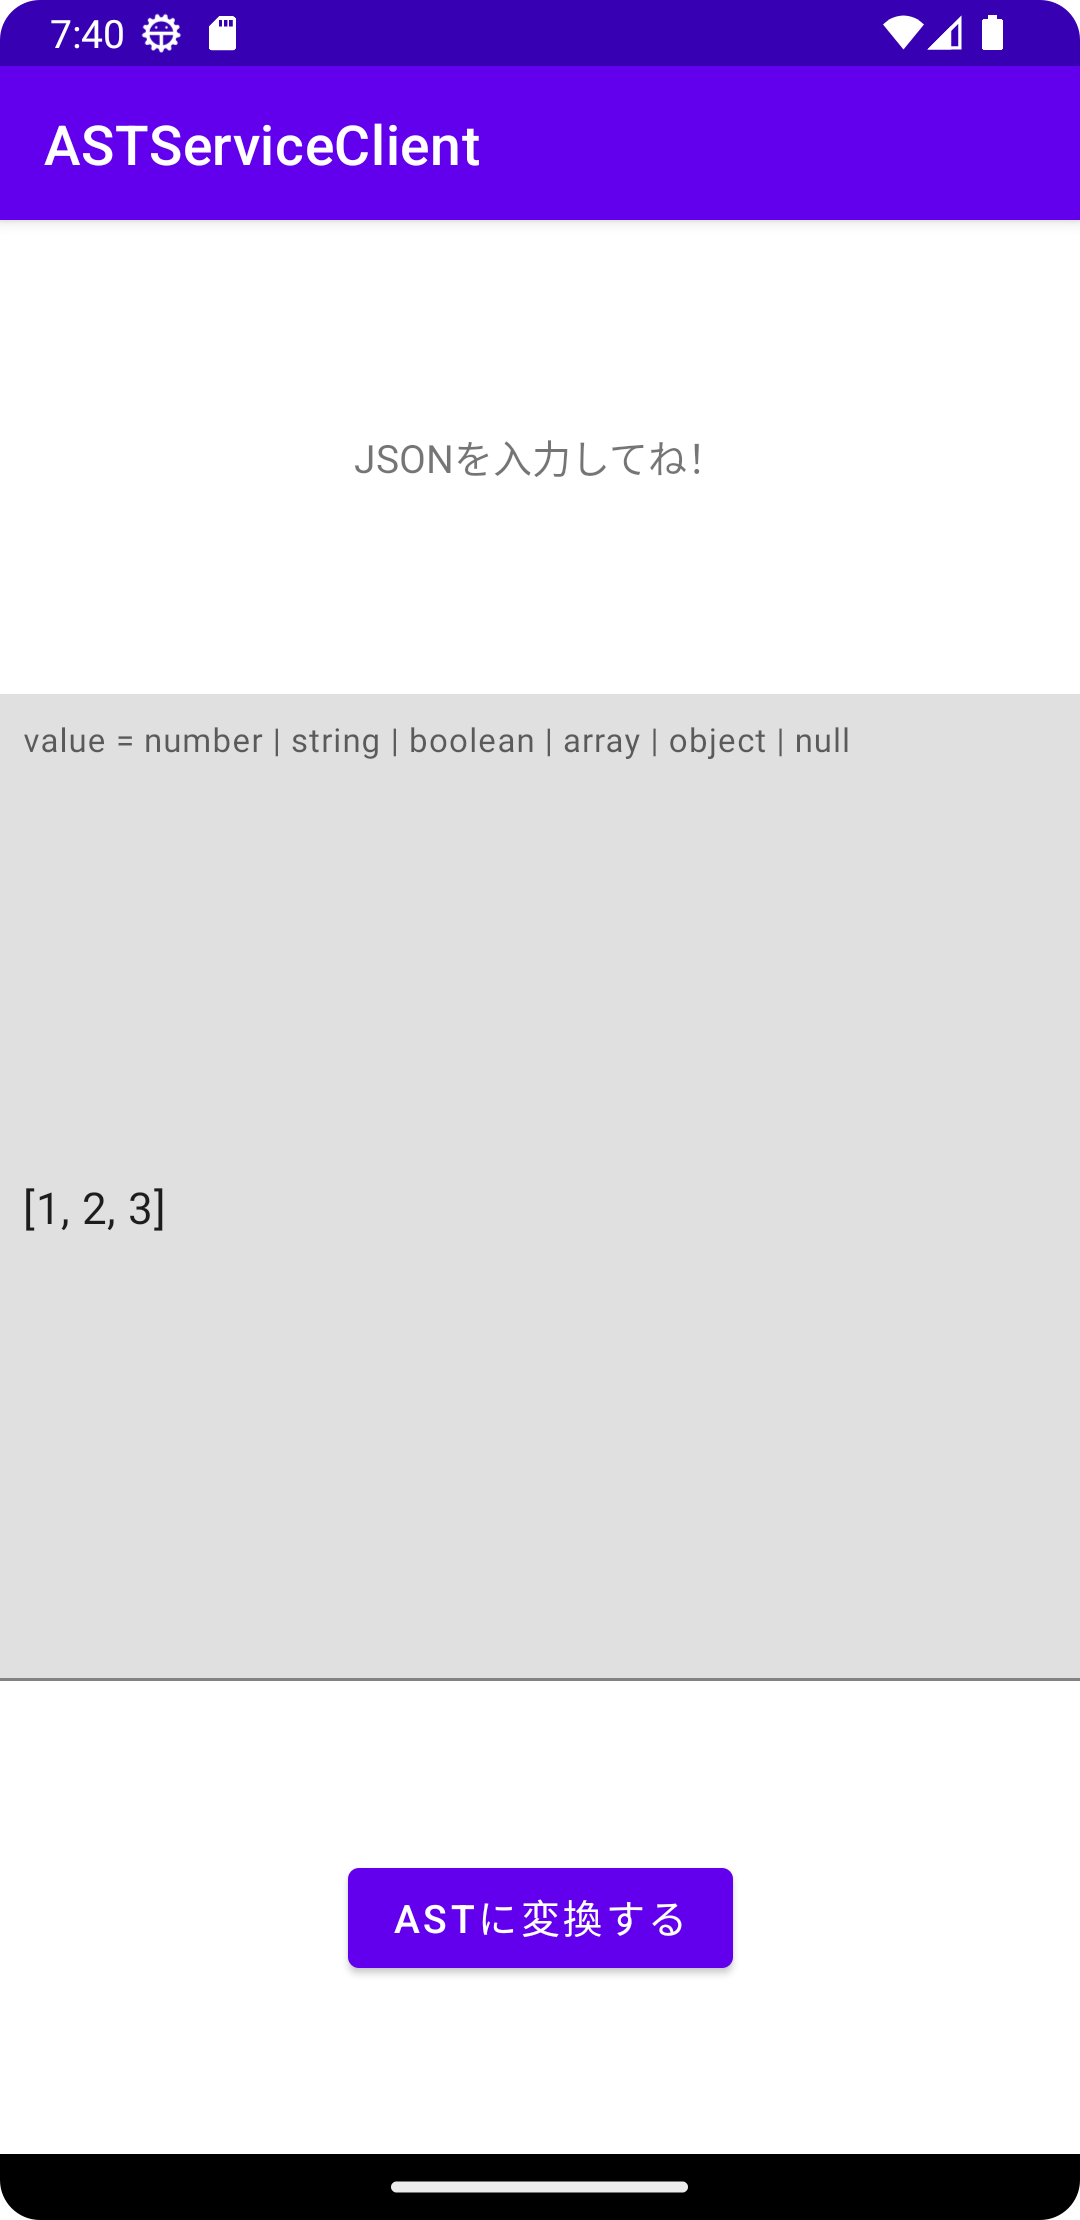 7:40
ASTServiceClient
JSONを入力してね！
value = number | string | boolean | array | object | null
[1, 2, 3]
ASTに変換する